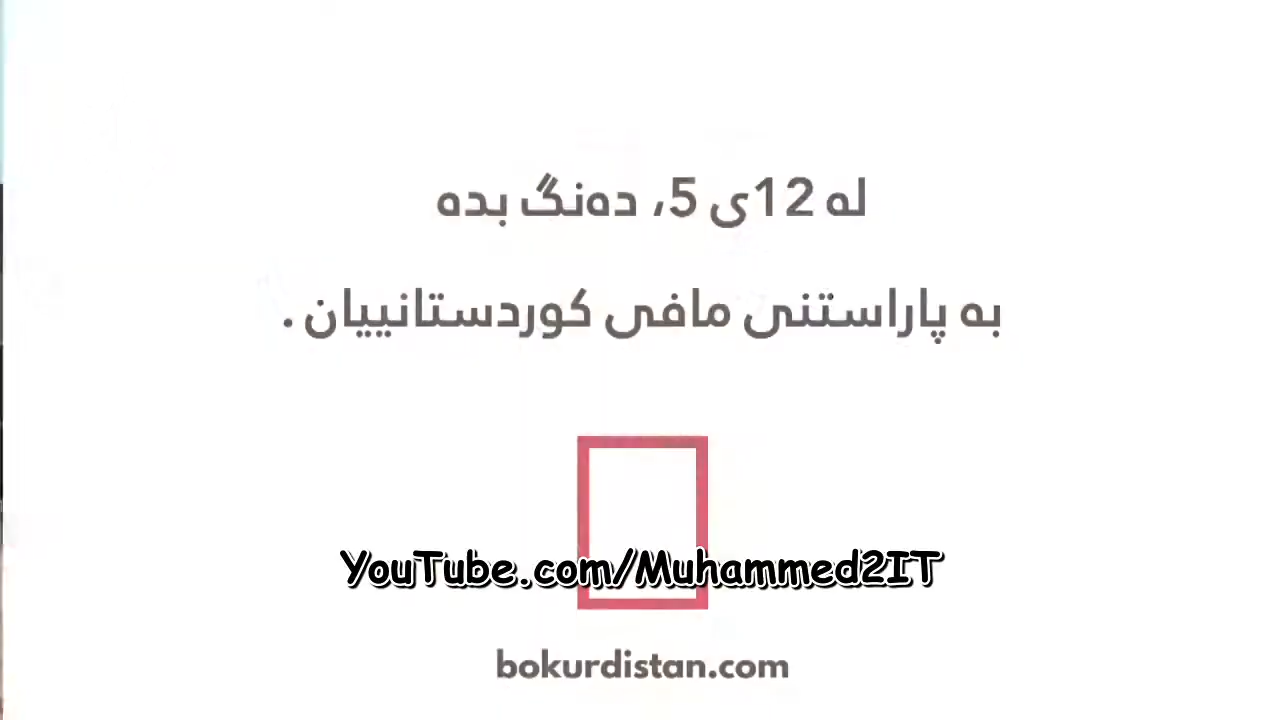 لە 12ی 5، دەنگ بدە
بە پاراستنی مافی کوردستانییان .
YouTube.com/Muhammed2IT
bokurdistan.com